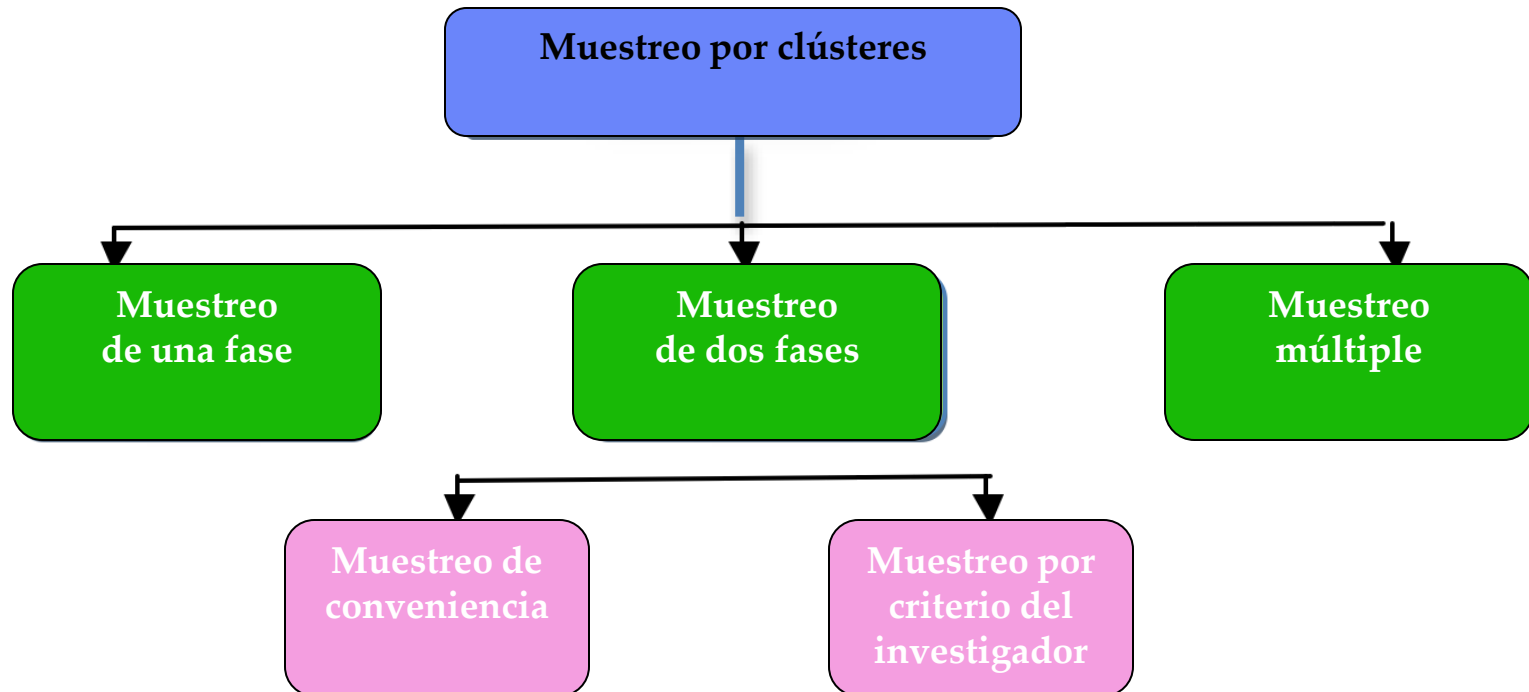 Muestreo por clústeres
Muestreo
de una fase
Muestreo
de dos fases
Muestreo
múltiple
Muestreo de
conveniencia
Muestreo por
criterio del
investigador